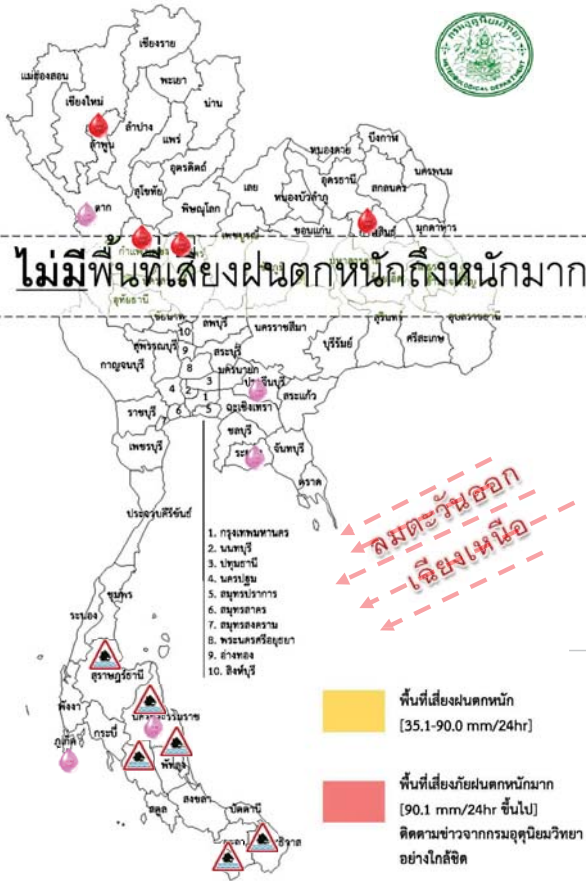 กรมอุตุนิยมวิทยา
METEOROLOGICAL DEPARTMENT
เชียงราย
แม่ฮ่องสอน
พะเยา
เชียงใหม่
น่าน
ลำปาง
ลำพูน
แพร่
บึงกาฬ
หนองคาย
อุตรดิตถ์
นครพนม
เลย
อุดรธานี
สกลนคร
สุโขทัย
หนองบัวลำภู
ตาก
พิษณุโลก
มุกดาหาร
ขอนแก่น
เพชรบูรณ์
ไม่มีพื้นที่เสี่ยงฝนตกหนักถึงหนักมาก
อุทัยธานี
ชัยนาท
ลพบุรี
นครราชสีมา
สุรินทร์
อุบลราชธานี
10
สุพรรณบุรี
9
สระบุรี
บุรีรัมย์
ศรีสะเกษ
กาญจนบุรี
8
นครนายก
3
ปราจีนบุรี
4
2
1
สระแก้ว
ราชบุรี
6
5
ฉะเชิงเทรา
ชลบุรี
เพชรบุรี
จันทบุรี
ตราด
ประจวบคีรีขันธ์
ลมตะวันออก
เฉียงเหนือ
1. กรุงเทพมหานคร
2. นนทบุรี
3. ปทุมธานี
4. นครปฐม
5. สมุทรปราการ
6. สมุทรสาคร
7. สมุทรสงคราม
8. พระนครศรีอยุธยา
9. อ่างทอง
10. สิงห์บุรี
ชุมพร
ระนอง
สุราษฎร์ธานี
พังงา
กระบี่
ภูเก็ต
พัทลุง
สตูล
สงขลา
ปัตตานี
พื้นที่เสี่ยงฝนตกหนัก
[35.1-90.0 mm/24hr]
พื้นที่เสี่ยงภัยฝนตกหนักมาก
[90.1 mm/24hr ขึ้นไป]
ติดตามข่าวจากกรมอุตุนิยมวิทยา
อย่างใกล้ชิด